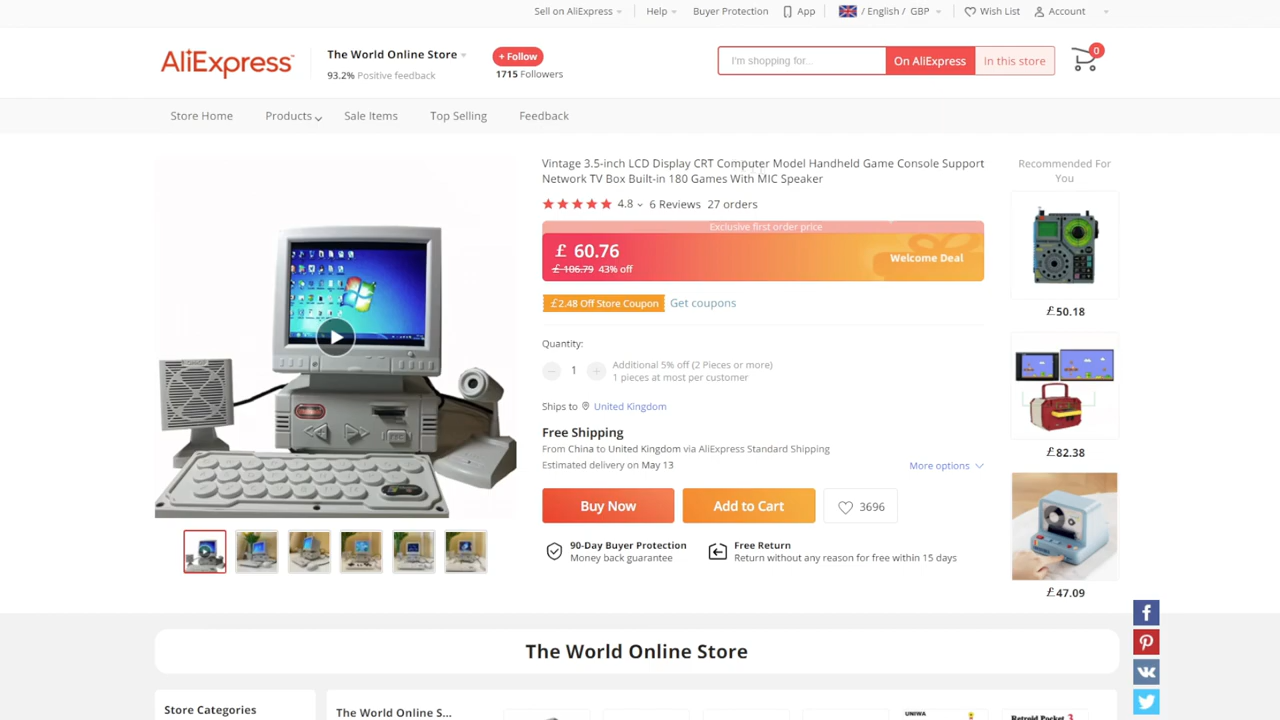 Sell on AliExpress
Help
Buyer Protection
App
/ English / GBP
Wish List
Account
AliExpress
The World Online Store
93.2% Positive feedback
+ Follow
1715 Followers
I'm shopping for...
On AliExpress
In this store
0
Store Home
Products
Sale Items
Top Selling
Feedback
Vintage 3.5-inch LCD Display CRT Computer Model Handheld Game Console Support
Network TV Box Built-in 180 Games With MIC Speaker
4.8
6 Reviews
27 orders
Exclusive first order price
£ 60.76
£ 106.79 43% off
Welcome Deal
£2.48 Off Store Coupon
Get coupons
Quantity:
1
Additional 5% off (2 Pieces or more)
1 pieces at most per customer
Ships to United Kingdom
Free Shipping
From China to United Kingdom via AliExpress Standard Shipping
Estimated delivery on May 13
More options
Buy Now
Add to Cart
3696
90-Day Buyer Protection
Money back guarantee
Free Return
Return without any reason for free within 15 days
Recommended For
You
£50.18
£82.38
£47.09
The World Online Store
Store Categories
The World Online S...
UNIWA
Retroid Pocket 3